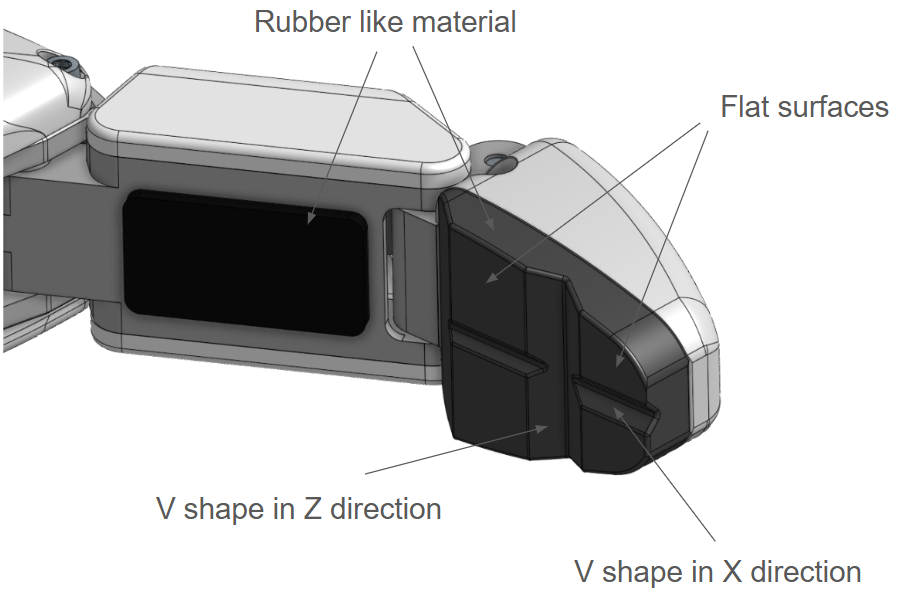 Rubber like material
Flat surfaces
V shape in Z direction
V shape in X direction